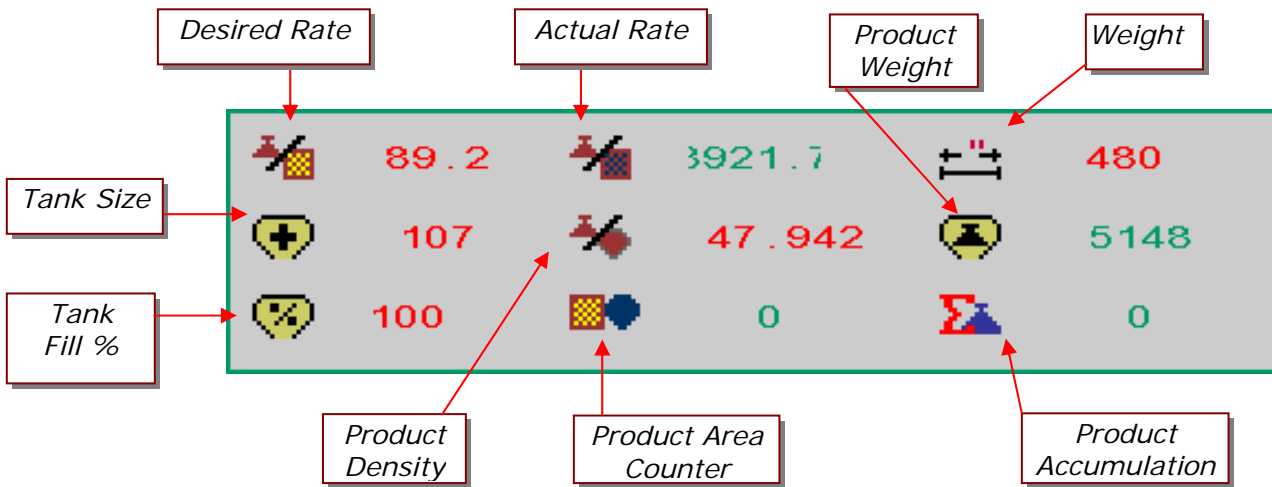 Desired Rate
Actual Rate
Product
Weight
Weight
89.2
3921.7
480
Tank Size
107
47.942
5148
Tank
Fill %
100
0
0
Product
Density
Product Area
Counter
Product
Accumulation